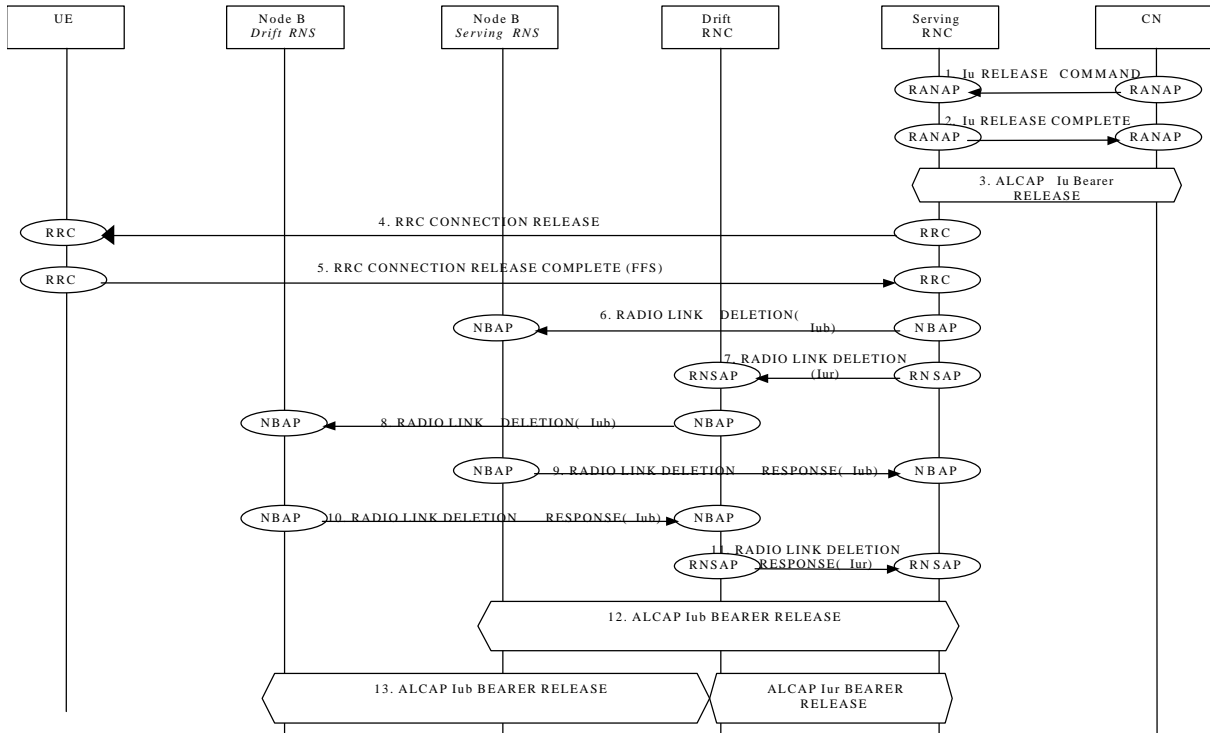 UE
Node B
Drift RNS
Node B
Serving RNS
Drift
RNC
Serving
RNC
CN
1. Iu RELEASE COMMAND
RANAP
RANAP
2. Iu RELEASE COMPLETE
RANAP
RANAP
3. ALCAP Iu Bearer
RELEASE
4. RRC CONNECTION RELEASE
RRC
RRC
5. RRC CONNECTION RELEASE COMPLETE (FFS)
RRC
RRC
6. RADIO LINK DELETION(
Iub)
NBAP
NBAP
7. RADIO LINK DELETION
(Iur)
RNSAP
RNSAP
NBAP
8. RADIO LINK DELETION( Iub)
NBAP
NBAP
9. RADIO LINK DELETION RESPONSE( Iub)
NBAP
NBAP
10. RADIO LINK DELETION RESPONSE( Iub)
NBAP
11. RADIO LINK DELETION
RESPONSE( Iur)
RNSAP
RNSAP
12. ALCAP Iub BEARER RELEASE
13. ALCAP Iub BEARER RELEASE
ALCAP Iur BEARER
RELEASE